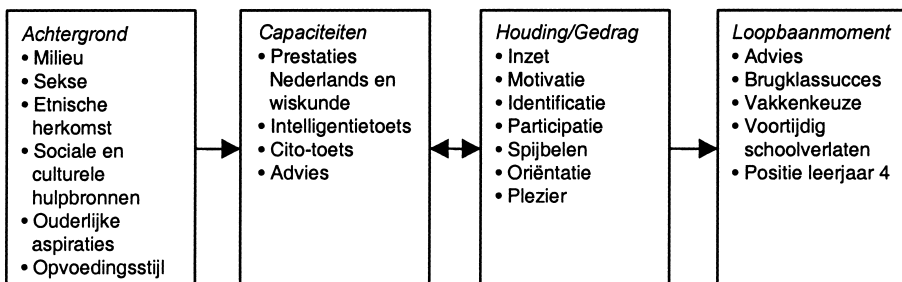 Achtergrond
• Milieu
• Sekse
• Etnische
herkomst
• Sociale en
culturele
hulpbronnen
• Ouderlijke
aspiraties
• Opvoedingsstijl
Capaciteiten
• Prestaties
Nederlands en
wiskunde
• Intelligentietoets
• Cito-toets
• Advies
Houding/Gedrag
• Inzet
• Motivatie
• Identificatie
• Participatie
• Spijbelen
• Oriëntatie
• Plezier
Loopbaanmoment
• Advies
• Brugklassucces
• Vakkenkeuze
• Voortijdig
schoolverlaten
• Positie leerjaar 4